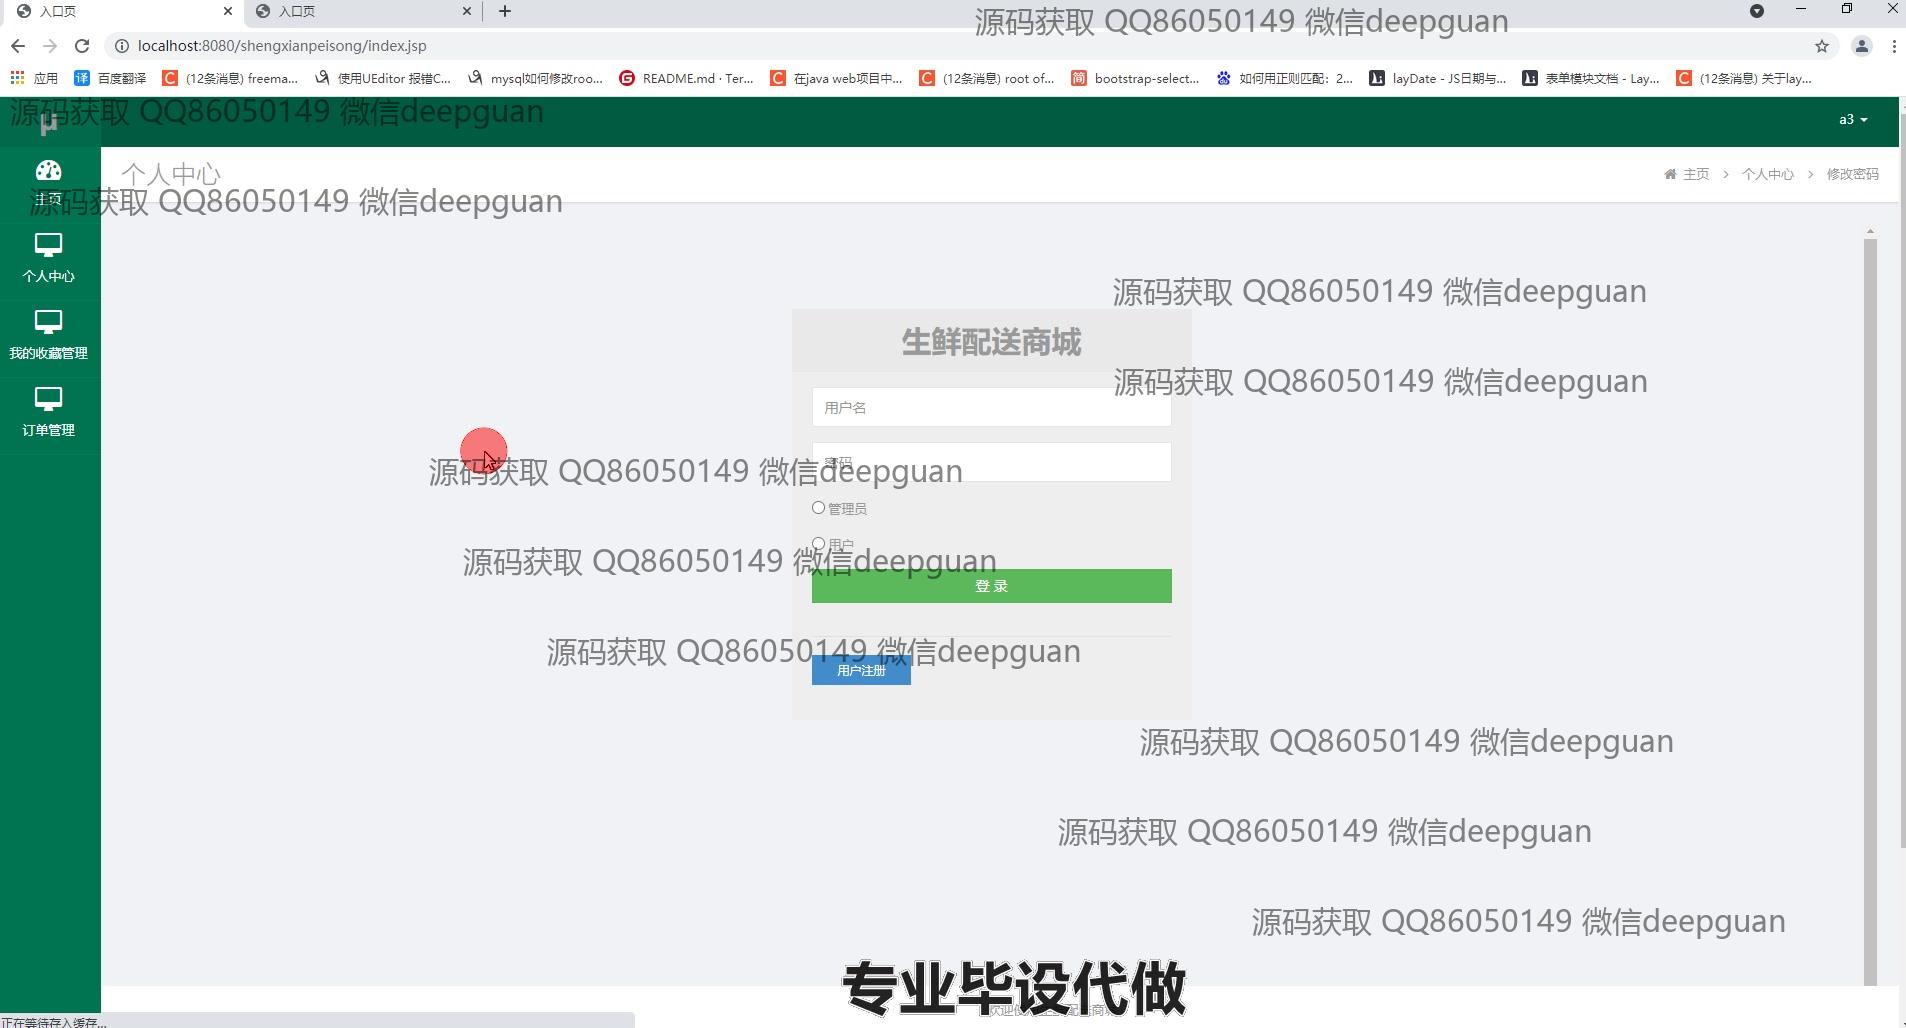 入口页
入口页
源码获取 QQ86050149 微信deepguan
localhost:8080/shengxianpeisong/index.jsp
应用
百度翻译
(12条消息) freema...
使用UEditor 报错C...
mysql如何修改roo...
README.md · Ter...
在java web项目中...
(12条消息) root of...
bootstrap-select...
如何用正则匹配：2...
layDate - JS日期与...
表单模块文档 - Lay...
(12条消息) 关于lay...
源码获取 QQ86050149 微信deepguan
μ
a3
个人中心
主页 > 个人中心 > 修改密码
主页
源码获取 QQ86050149 微信deepguan
个人中心
我的收藏管理
订单管理
源码获取 QQ86050149 微信deepguan
生鲜配送商城
源码获取 QQ86050149 微信deepguan
用户名
密码
源码获取 QQ86050149 微信deepguan
管理员
用户
源码获取 QQ86050149 微信deepguan
登 录
源码获取 QQ86050149 微信deepguan
用户注册
源码获取 QQ86050149 微信deepguan
源码获取 QQ86050149 微信deepguan
源码获取 QQ86050149 微信deepguan
专业毕设代做
正在等待存入缓存...